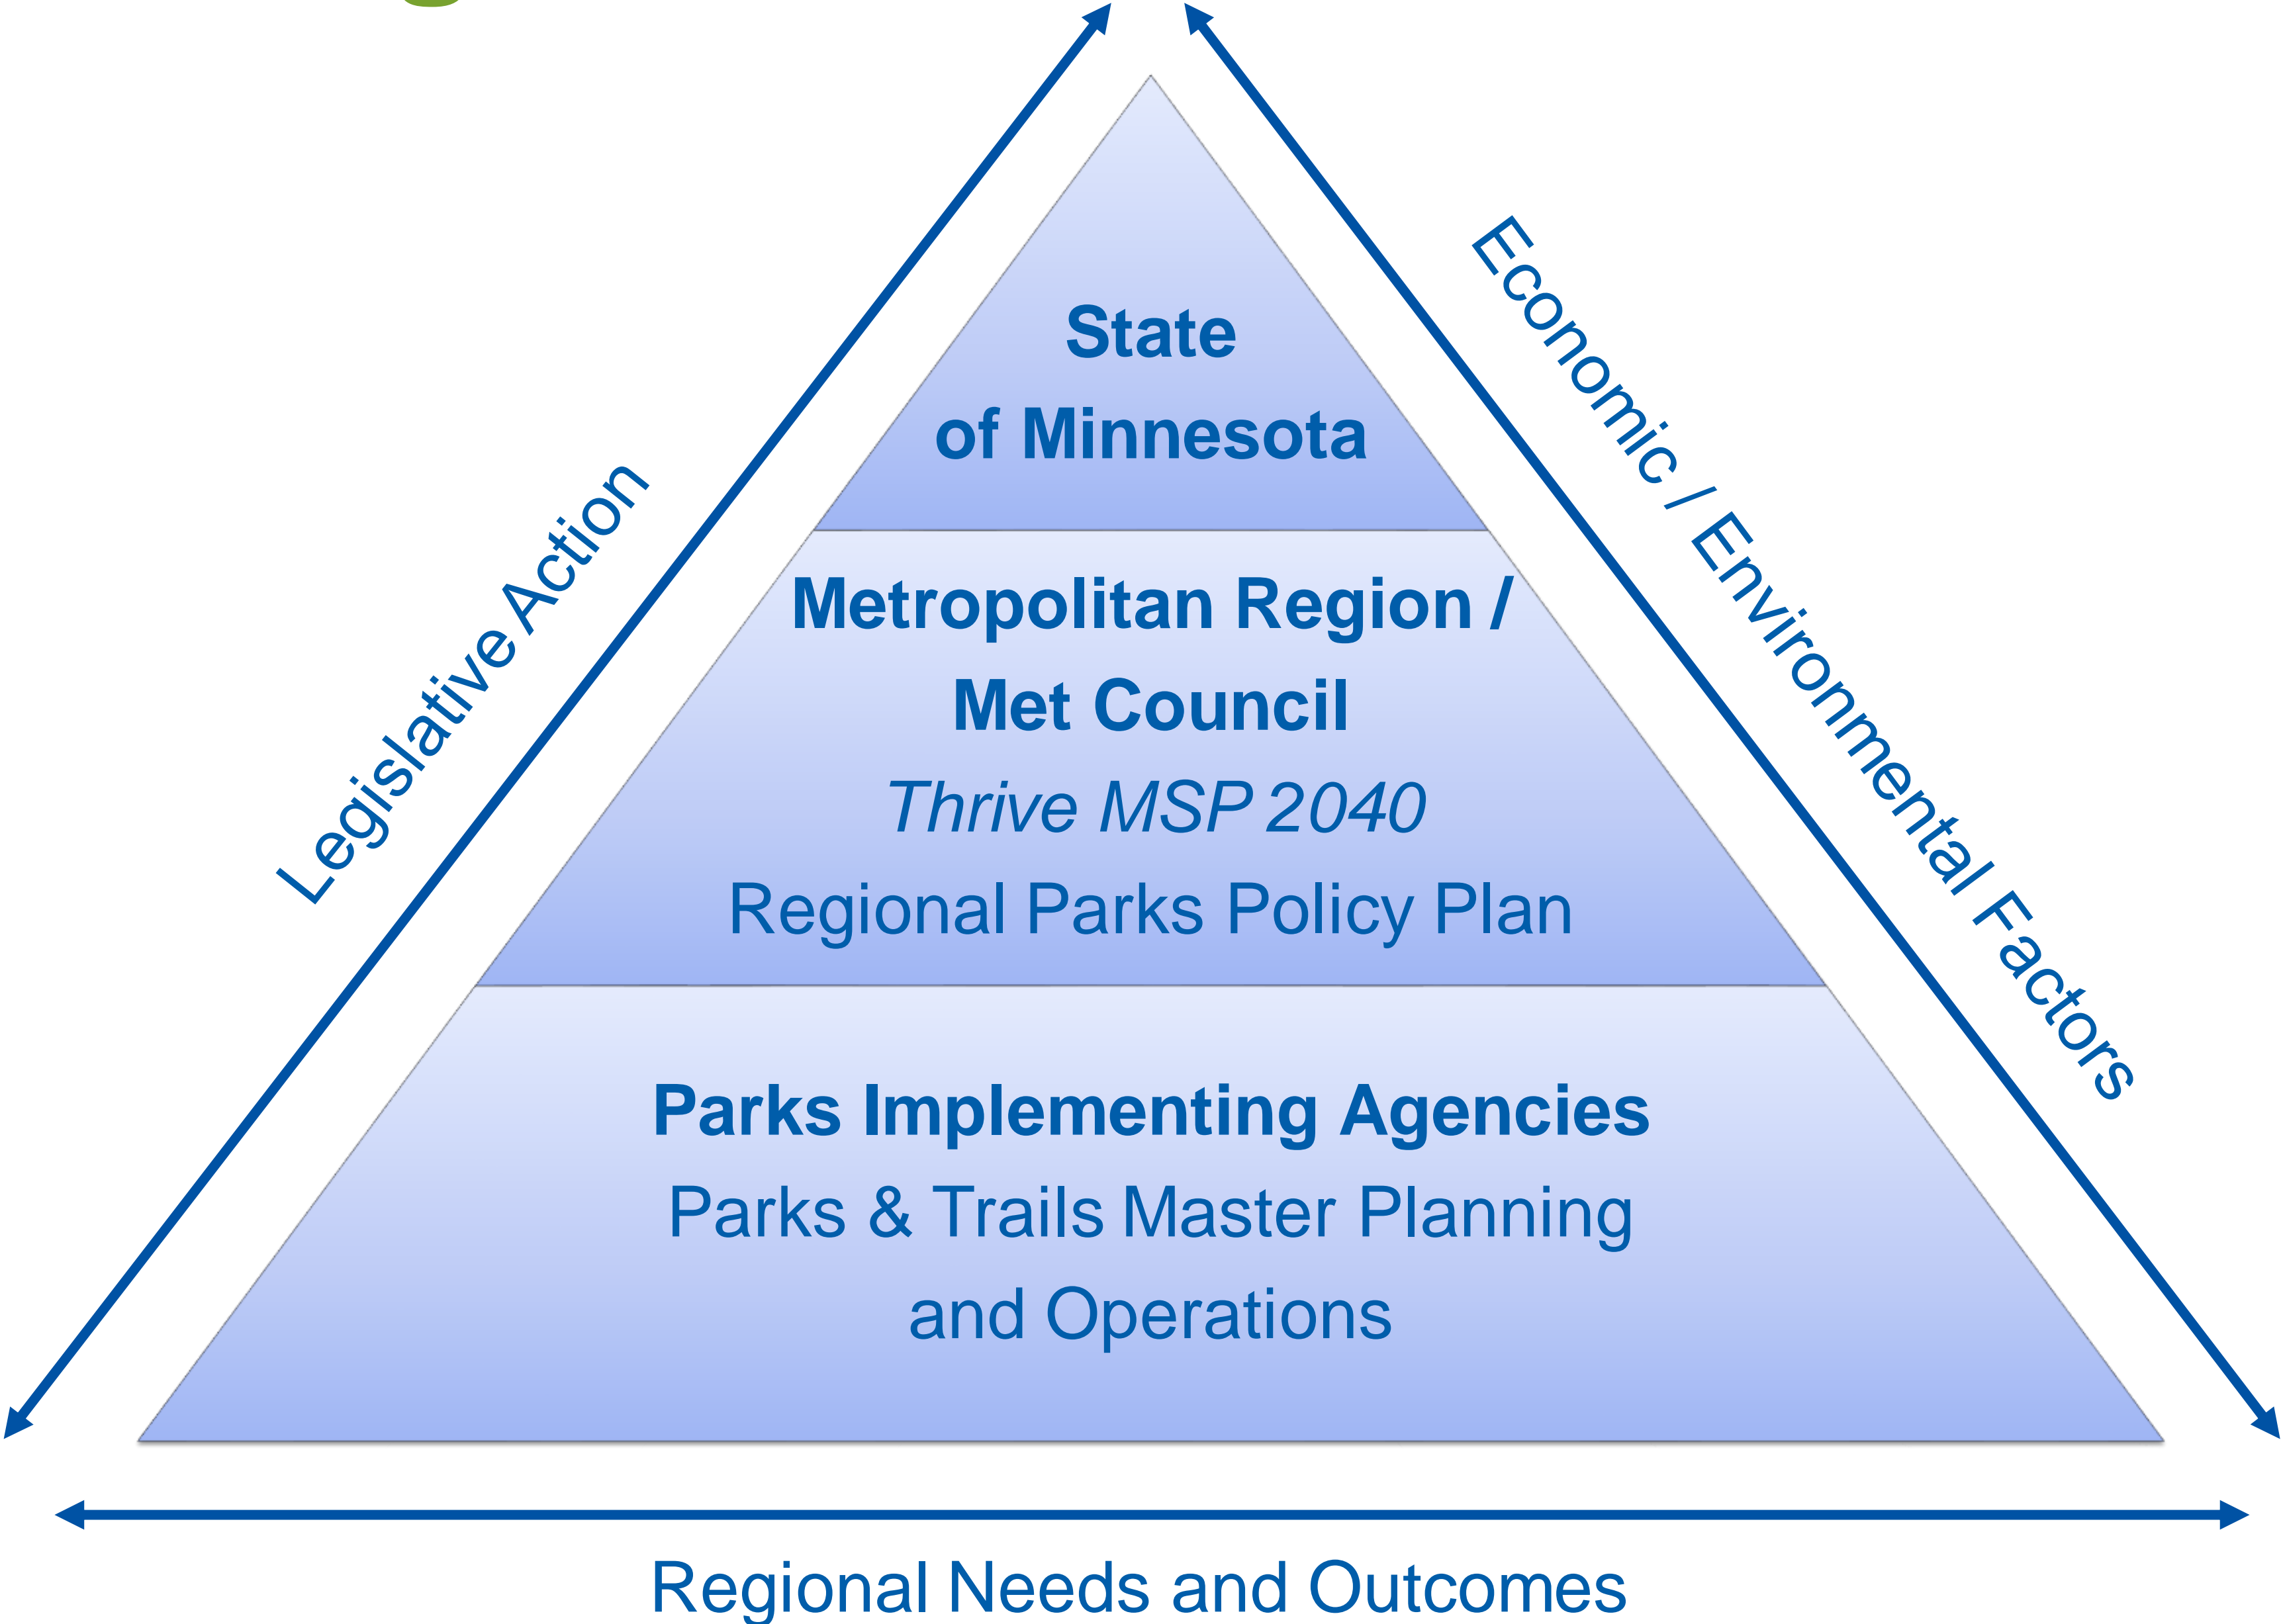 State
of Minnesota
Metropolitan Region /
Met Council
Thrive MSP 2040
Regional Parks Policy Plan
Parks Implementing Agencies
Parks & Trails Master Planning
and Operations
Legislative Action
Economic / Environmental Factors
Regional Needs and Outcomes